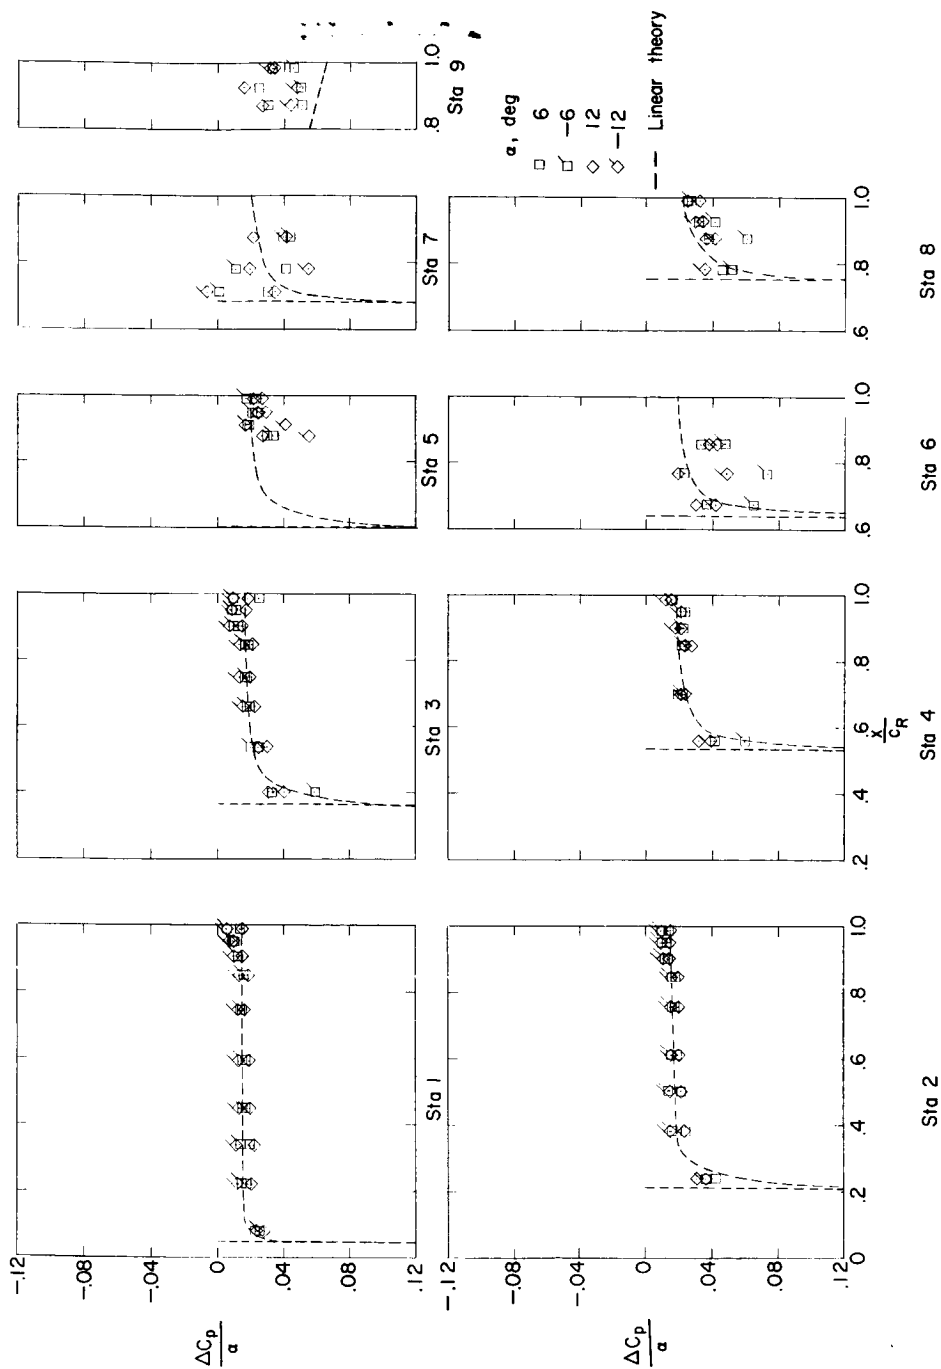 ΔCp/α
-.12
-.08
-.04
0
.04
.08
.12
Sta 1
Sta 3
Sta 5
Sta 7
.8
1.0
Sta 9
ΔCp/α
-.12
-.08
-.04
0
.04
.08
.12
0
.2
.4
.6
.8
1.0
Sta 2
.2
.4
.6
.8
1.0
x/cR
Sta 4
.6
.8
1.0
Sta 6
.6
.8
1.0
Sta 8
α, deg
6
-6
12
-12
Linear theory